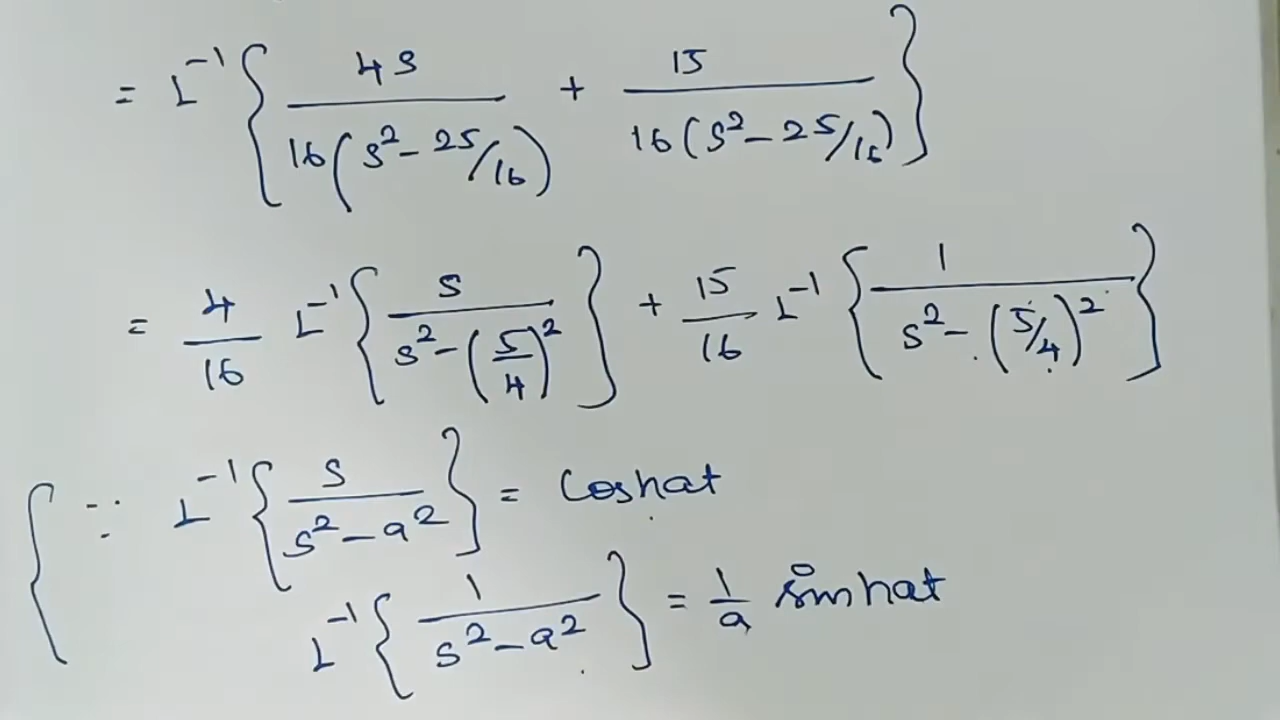 = L⁻¹ { 4s / 16(s² - 25/16) + 15 / 16(s² - 25/16) }
= 4/16 L⁻¹ { s / s² - (5/4)² } + 15/16 L⁻¹ { 1 / s² - (5/4)² }
{ ∵ L⁻¹ { s / s² - a² } = Coshat
L⁻¹ { 1 / s² - a² } = 1/a sinhat